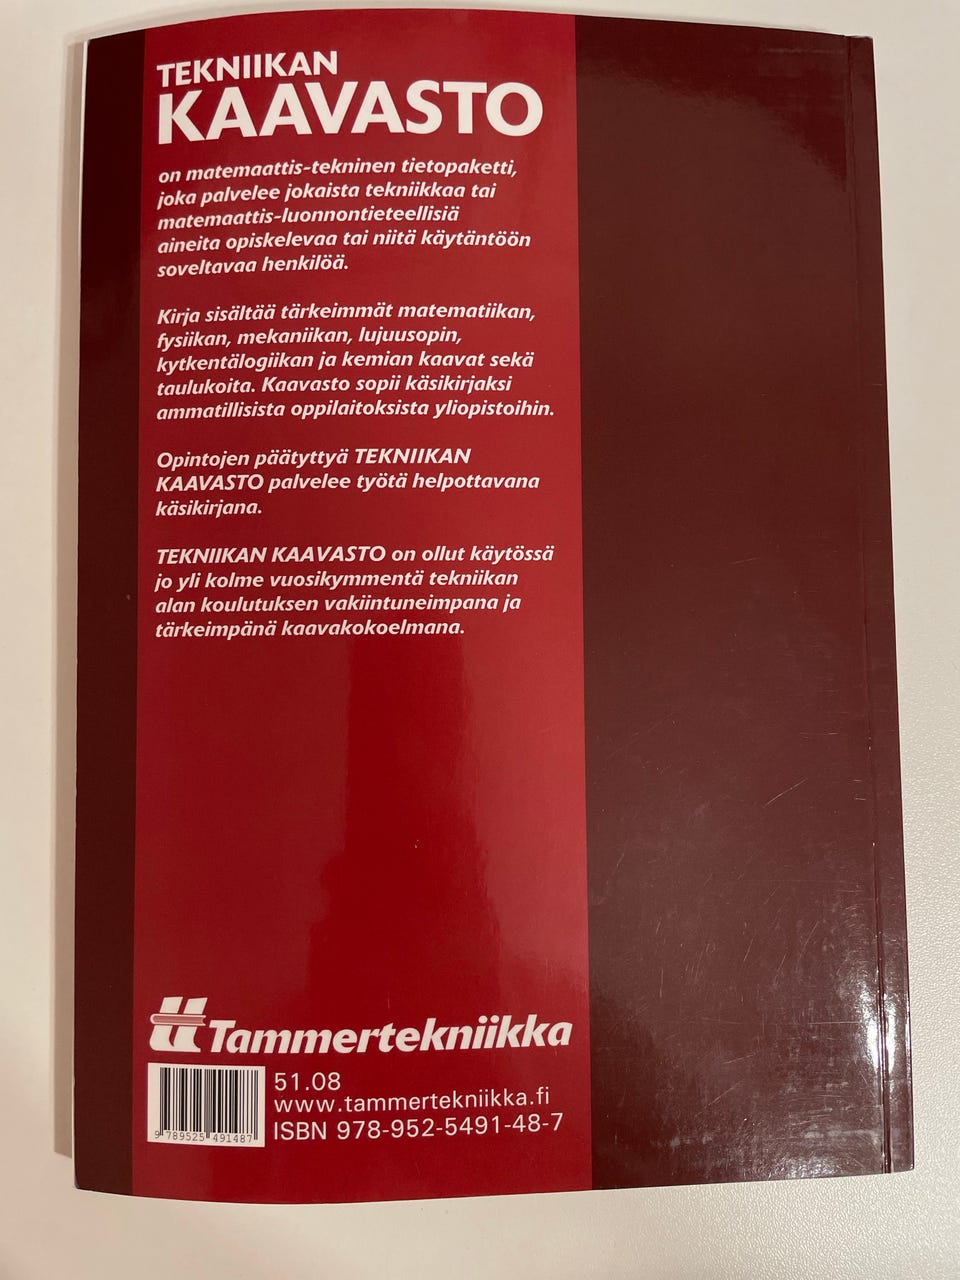 TEKNIIKAN
KAAVASTO
on matemaattis-tekninen tietopaketti,
joka palvelee jokaista tekniikkaa tai
matemaattis-luonnontieteellisiä
aineita opiskelevaa tai niitä käytäntöön
soveltavaa henkilöä.
Kirja sisältää tärkeimmät matematiikan,
fysiikan, mekaniikan, lujuusopin,
kytkentälogiikan ja kemian kaavat sekä
taulukoita. Kaavasto sopii käsikirjaksi
ammatillisista oppilaitoksista yliopistoihin.
Opintojen päätyttyä TEKNIIKAN
KAAVASTO palvelee työtä helpottavana
käsikirjana.
TEKNIIKAN KAAVASTO on ollut käytössä
jo yli kolme vuosikymmentä tekniikan
alan koulutuksen vakiintuneimpana ja
tärkeimpänä kaavakokoelmana.
tt Tammertekniikka
51.08
www.tammertekniikka.fi
ISBN 978-952-5491-48-7
9 789525 491487